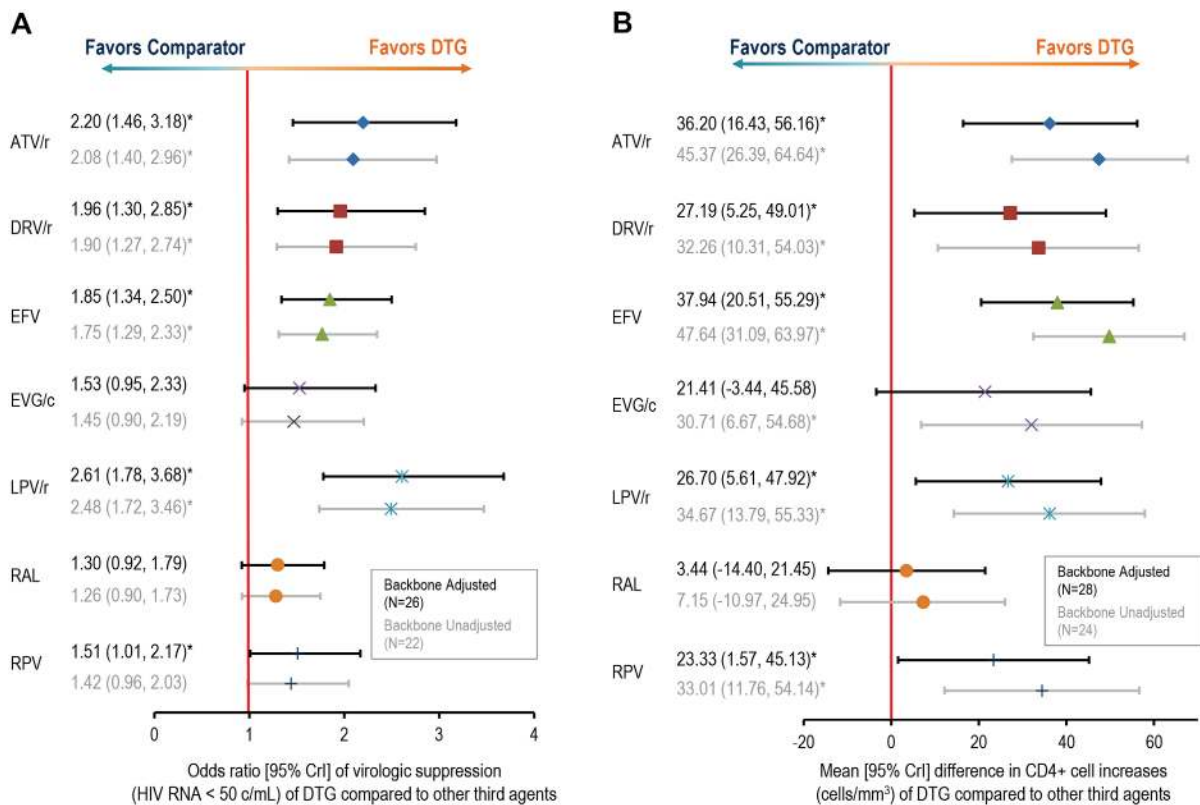 A
Favors Comparator Favors DTG
ATV/r
2.20 (1.46, 3.18)*
2.08 (1.40, 2.96)*
DRV/r
1.96 (1.30, 2.85)*
1.90 (1.27, 2.74)*
EFV
1.85 (1.34, 2.50)*
1.75 (1.29, 2.33)*
EVG/c
1.53 (0.95, 2.33)
1.45 (0.90, 2.19)
LPV/r
2.61 (1.78, 3.68)*
2.48 (1.72, 3.46)*
RAL
1.30 (0.92, 1.79)
1.26 (0.90, 1.73)
RPV
1.51 (1.01, 2.17)*
1.42 (0.96, 2.03)
Backbone Adjusted
(N=26)
Backbone Unadjusted
(N=22)
0 1 2 3 4
Odds ratio [95% CrI] of virologic suppression
(HIV RNA < 50 c/mL) of DTG compared to other third agents
B
Favors Comparator Favors DTG
ATV/r
36.20 (16.43, 56.16)*
45.37 (26.39, 64.64)*
DRV/r
27.19 (5.25, 49.01)*
32.26 (10.31, 54.03)*
EFV
37.94 (20.51, 55.29)*
47.64 (31.09, 63.97)*
EVG/c
21.41 (-3.44, 45.58)
30.71 (6.67, 54.68)*
LPV/r
26.70 (5.61, 47.92)*
34.67 (13.79, 55.33)*
RAL
3.44 (-14.40, 21.45)
7.15 (-10.97, 24.95)
RPV
23.33 (1.57, 45.13)*
33.01 (11.76, 54.14)*
Backbone Adjusted
(N=28)
Backbone Unadjusted
(N=24)
-20 0 20 40 60
Mean [95% CrI] difference in CD4+ cell increases
(cells/mm³) of DTG compared to other third agents